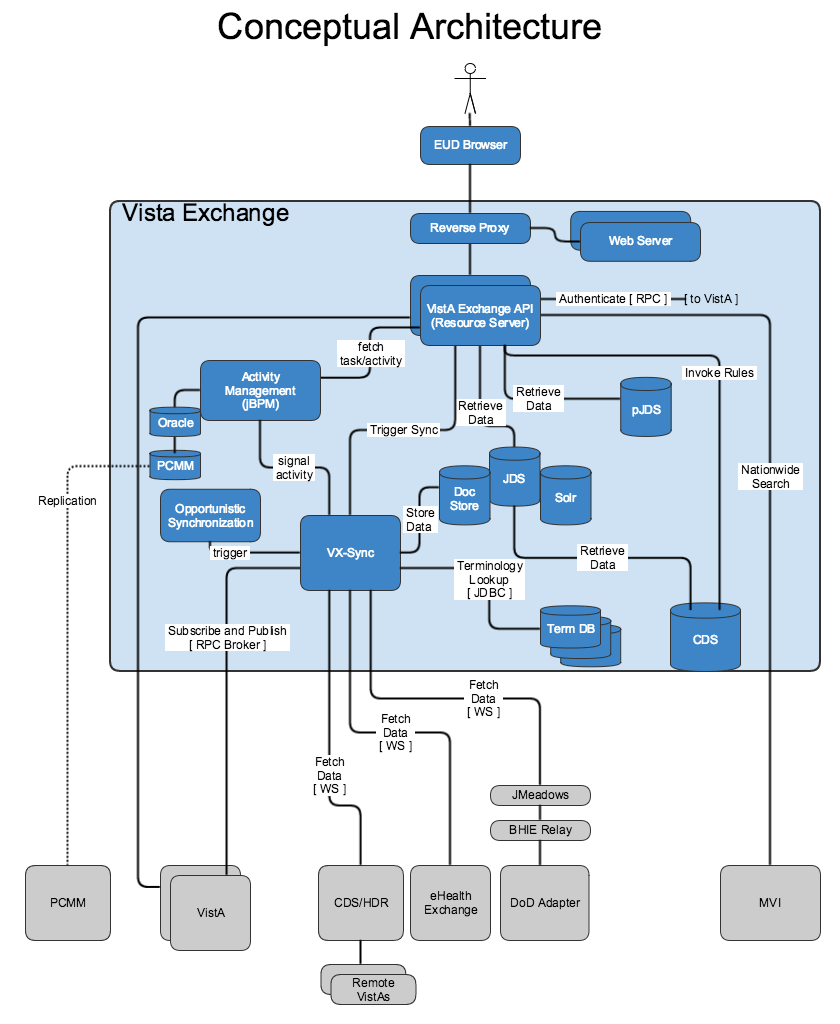 Conceptual Architecture
EUD Browser
Vista Exchange
Reverse Proxy
Web Server
VistA Exchange API
(Resource Server)
Authenticate [ RPC ]
[ to VistA ]
fetch
task/activity
Invoke Rules
Activity
Management
(jBPM)
Retrieve
Data
pJDS
Retrieve
Data
Oracle
Trigger Sync
PCMM
signal
activity
JDS
Nationwide
Search
Replication
Doc
Store
Solr
Opportunistic
Synchronization
Store
Data
trigger
VX-Sync
Retrieve
Data
Terminology
Lookup
[ JDBC ]
Subscribe and Publish
[ RPC Broker ]
Term DB
CDS
Fetch
Data
[ WS ]
Fetch
Data
[ WS ]
Fetch
Data
[ WS ]
JMeadows
BHIE Relay
PCMM
VistA
CDS/HDR
eHealth
Exchange
DoD Adapter
MVI
Remote
VistAs